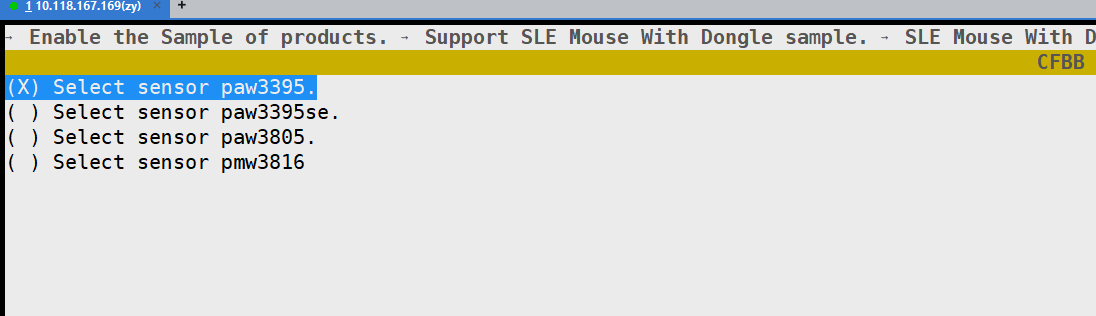 1 10.118.167.169(zy) × +
→ Enable the Sample of products. → Support SLE Mouse With Dongle sample. → SLE Mouse With D
CFBB
(X) Select sensor paw3395.
( ) Select sensor paw3395se.
( ) Select sensor paw3805.
( ) Select sensor pmw3816